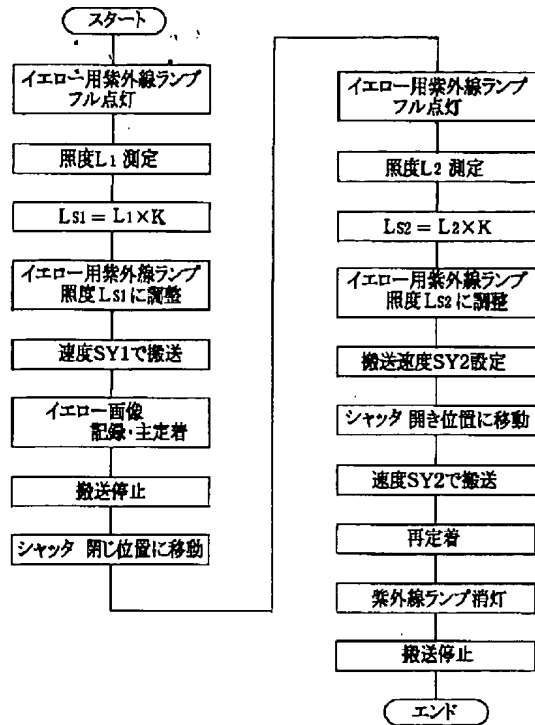 スタート
イエロー用紫外線ランプ
フル点灯
照度L1 測定
LS1 = L1×K
イエロー用紫外線ランプ
照度LS1に調整
速度SY1で搬送
イエロー画像
記録・主定着
搬送停止
シャッタ 閉じ位置に移動
イエロー用紫外線ランプ
フル点灯
照度L2 測定
LS2 = L2×K
イエロー用紫外線ランプ
照度LS2に調整
搬送速度SY2設定
シャッタ 開き位置に移動
速度SY2で搬送
再定着
紫外線ランプ消灯
搬送停止
エンド